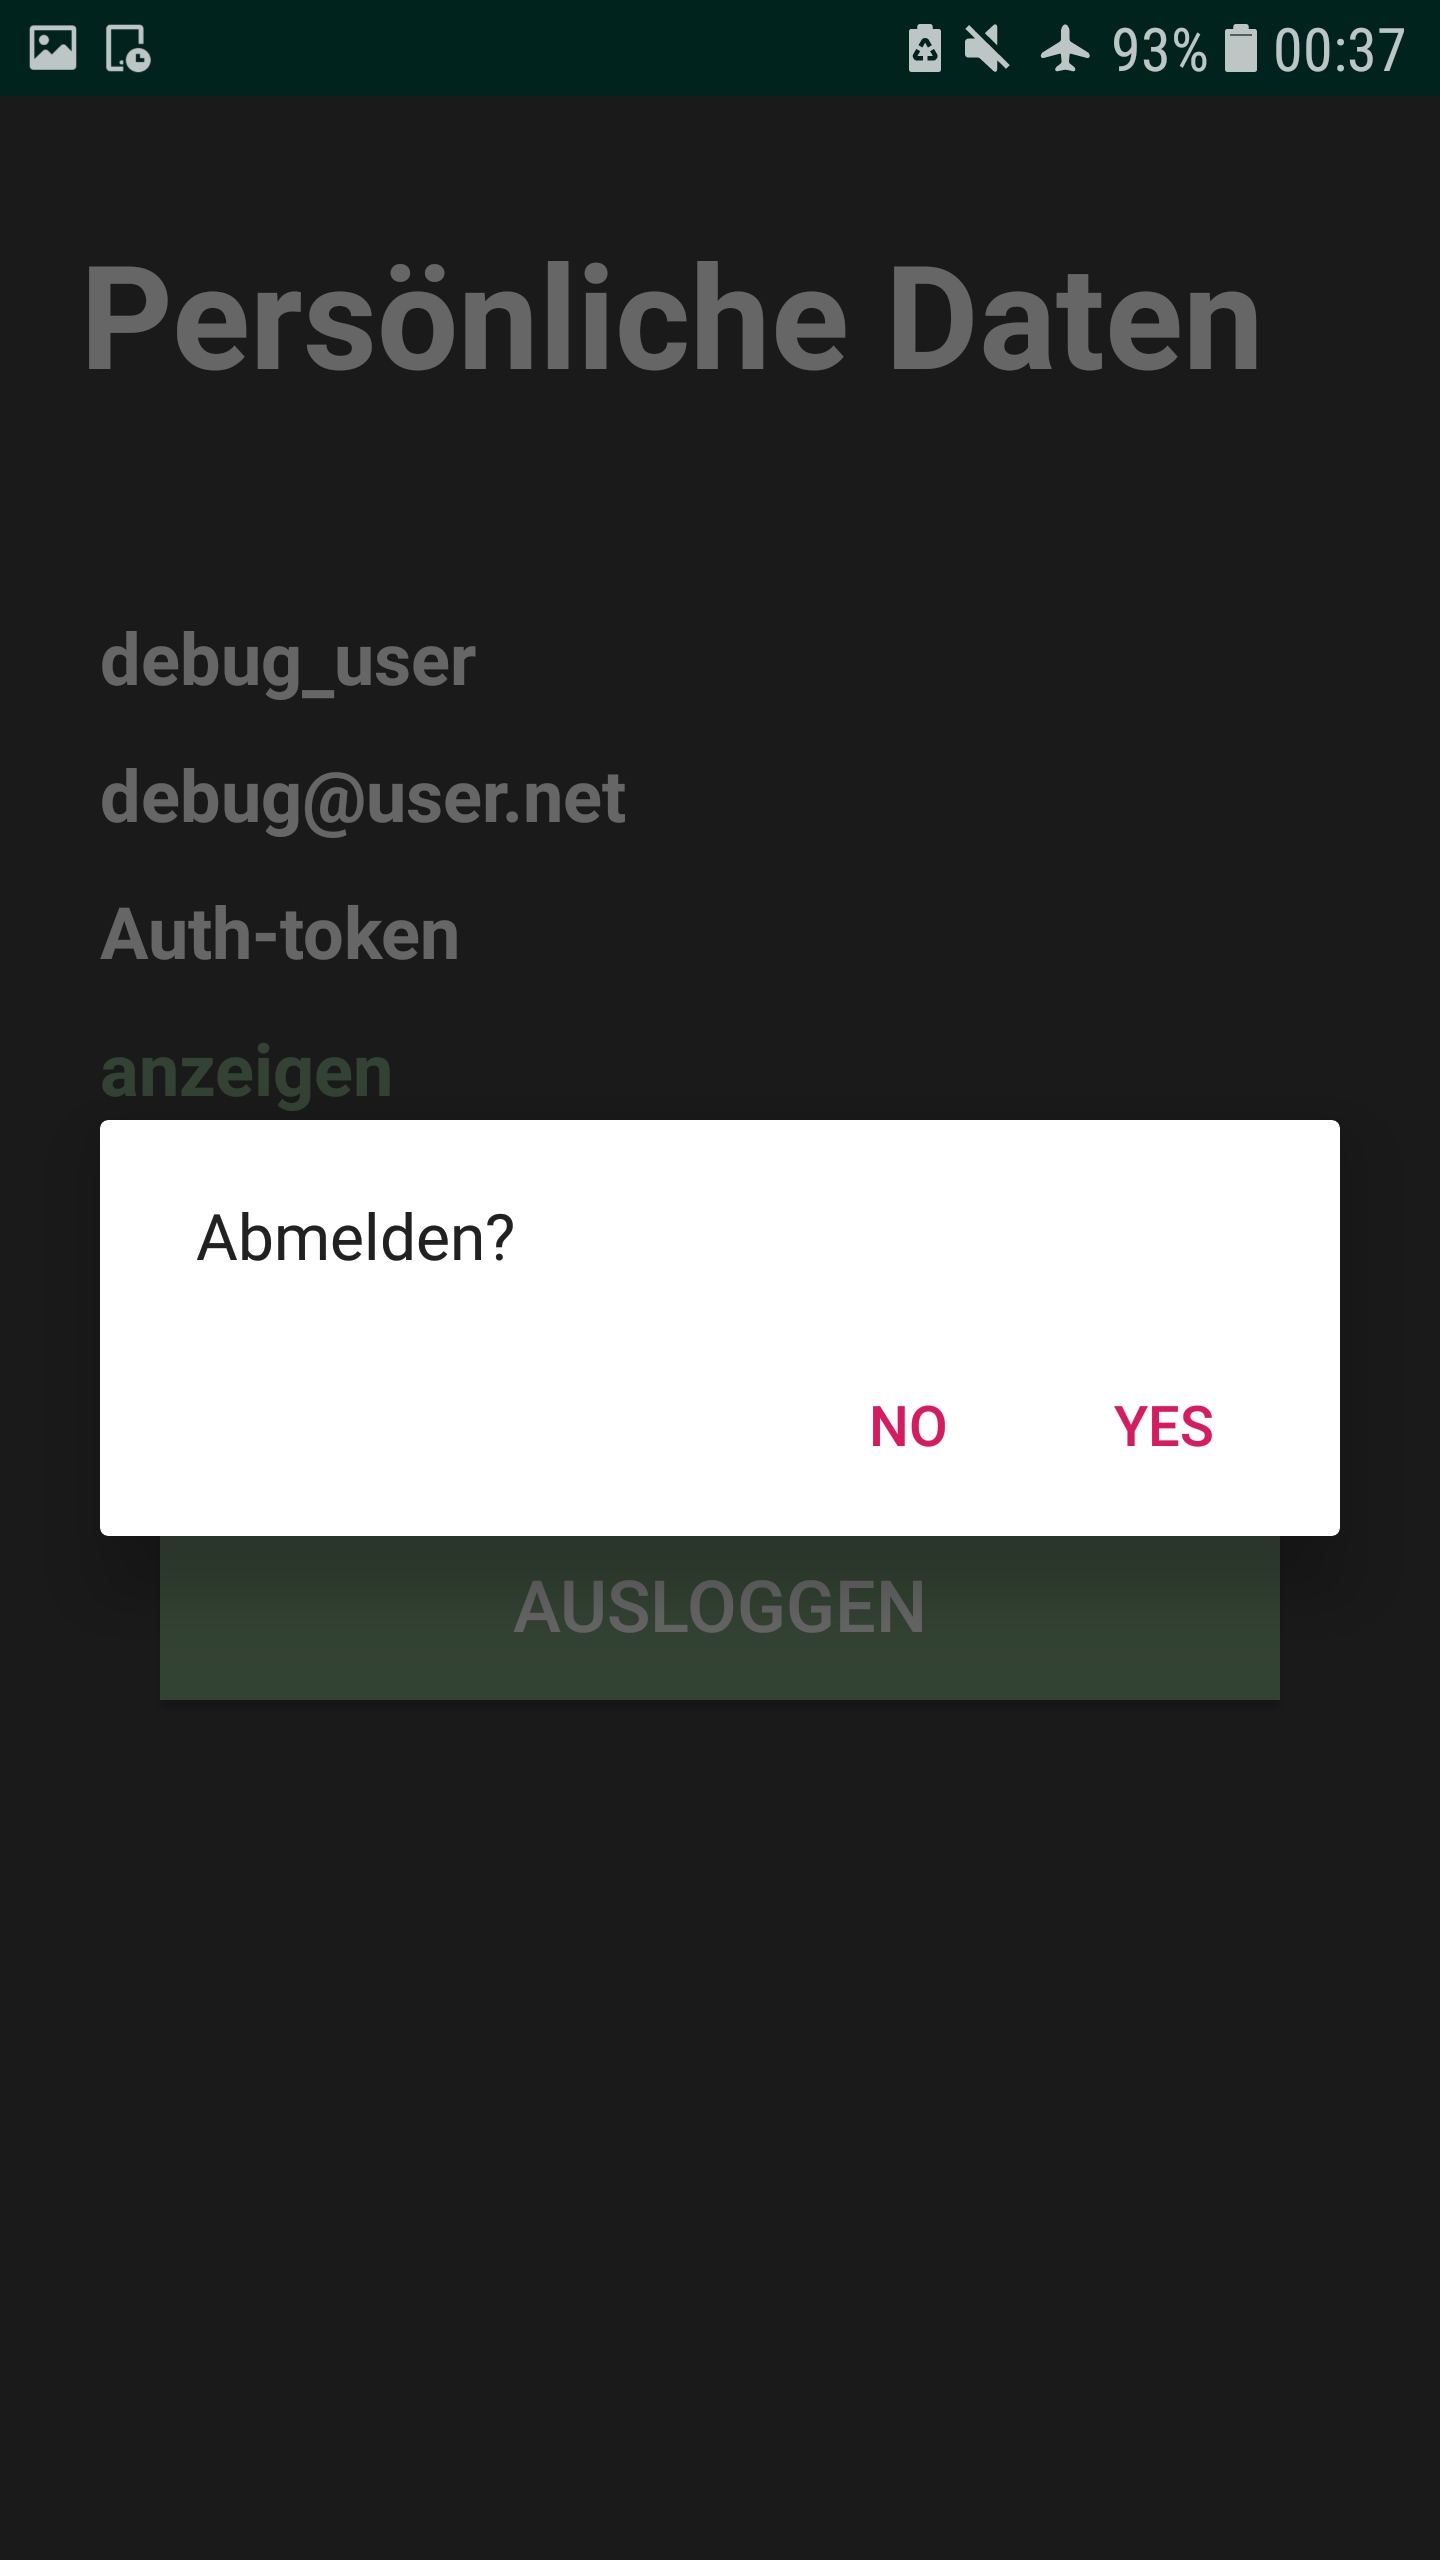 93% 00:37
Persönliche Daten
debug_user
debug@user.net
Auth-token
anzeigen
Abmelden?
NO YES
AUSLOGGEN